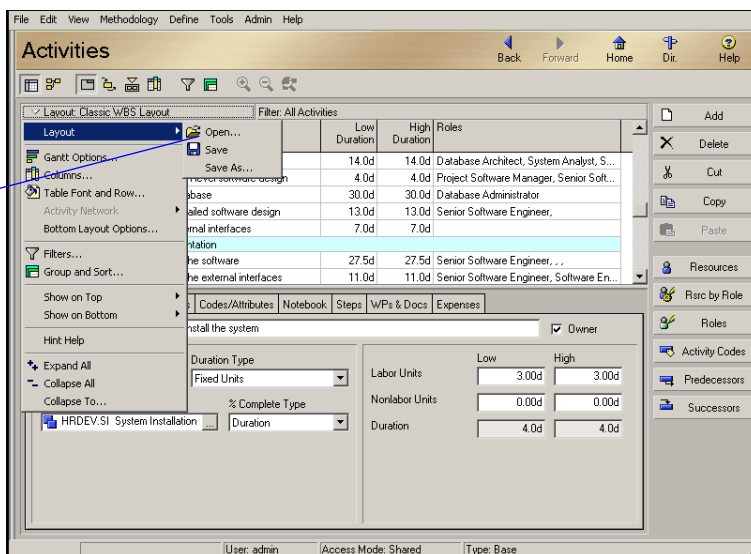 File Edit View Methodology Define Tools Admin Help
Activities
Back Forward Home Dir. Help
Layout: Classic WBS Layout Filter: All Activities
Low Duration High Duration Roles
14.0d 14.0d Database Architect, System Analyst, S...
design 4.0d 4.0d Project Software Manager, Senior Soft...
abase 30.0d 30.0d Database Administrator
ailed software design 13.0d 13.0d Senior Software Engineer,
ernal interfaces 7.0d 7.0d
ntation
he software 27.5d 27.5d Senior Software Engineer, , ,
he external interfaces 11.0d 11.0d Senior Software Engineer, Software En...
Layout
Open...
Save
Save As...
Gantt Options...
Columns...
Table Font and Row...
Activity Network
Bottom Layout Options...
Filters...
Group and Sort...
Show on Top
Show on Bottom
Hint Help
Expand All
Collapse All
Collapse To...
Codes/Attributes Notebook Steps WPs & Docs Expenses
nstall the system Owner
Duration Type
Fixed Units
% Complete Type
HRDEV.SI System Installation ... Duration
Low High
Labor Units 3.00d 3.00d
Nonlabor Units 0.00d 0.00d
Duration 4.0d 4.0d
Add
Delete
Cut
Copy
Paste
Resources
Rsrc by Role
Roles
Activity Codes
Predecessors
Successors
User: admin Access Mode: Shared Type: Base